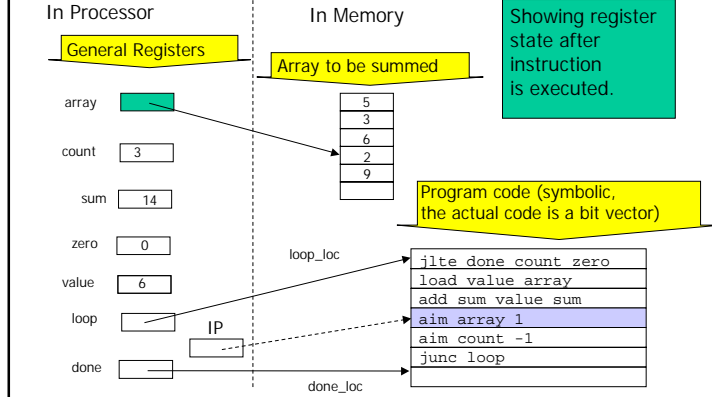 In Processor
In Memory
Showing register
state after
instruction
is executed.
General Registers
Array to be summed
array
count
3
sum
14
zero
0
value
6
loop
done
IP
5
3
6
2
9
Program code (symbolic,
the actual code is a bit vector)
loop_loc
jlte done count zero
load value array
add sum value sum
aim array 1
aim count -1
junc loop
done_loc